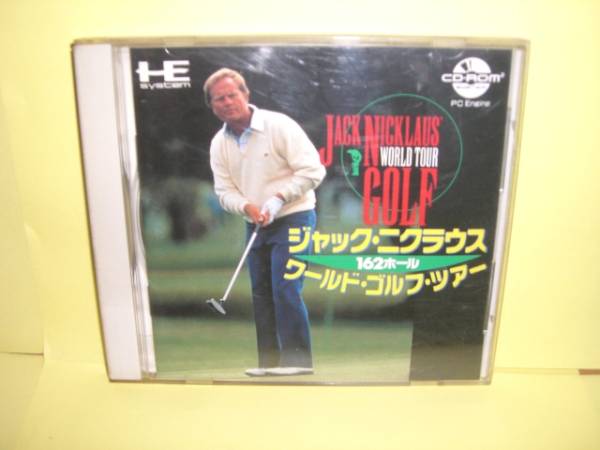 HE
system
CD-ROM²
PC Engine
JACK NICKLAUS'
WORLD TOUR
GOLF
ジャック・ニクラウス
162ホール
ワールド・ゴルフ・ツアー